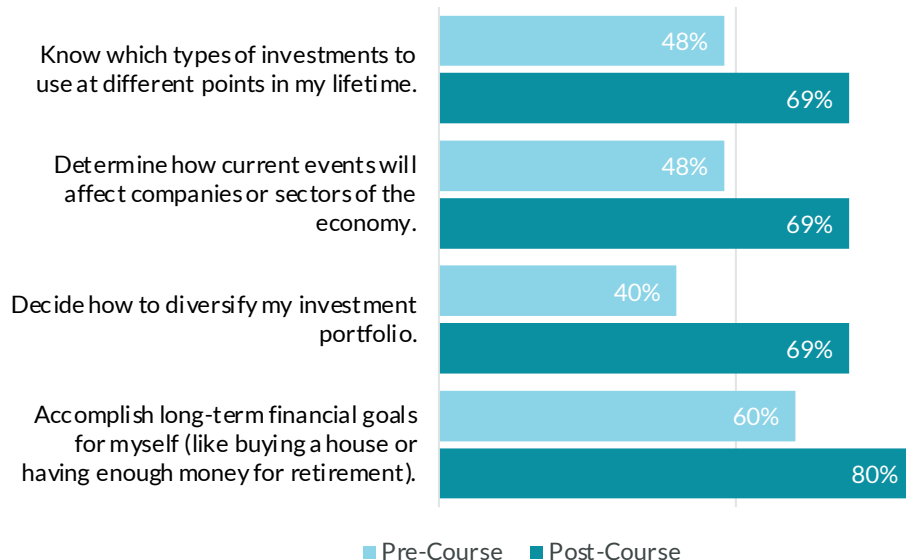 Know which types of investments to
use at different points in my lifetime.
48%
69%
Determine how current events will
affect companies or sectors of the
economy.
48%
69%
Decide how to diversify my investment
portfolio.
40%
69%
Accomplish long-term financial goals
for myself (like buying a house or
having enough money for retirement).
60%
80%
Pre-Course Post-Course